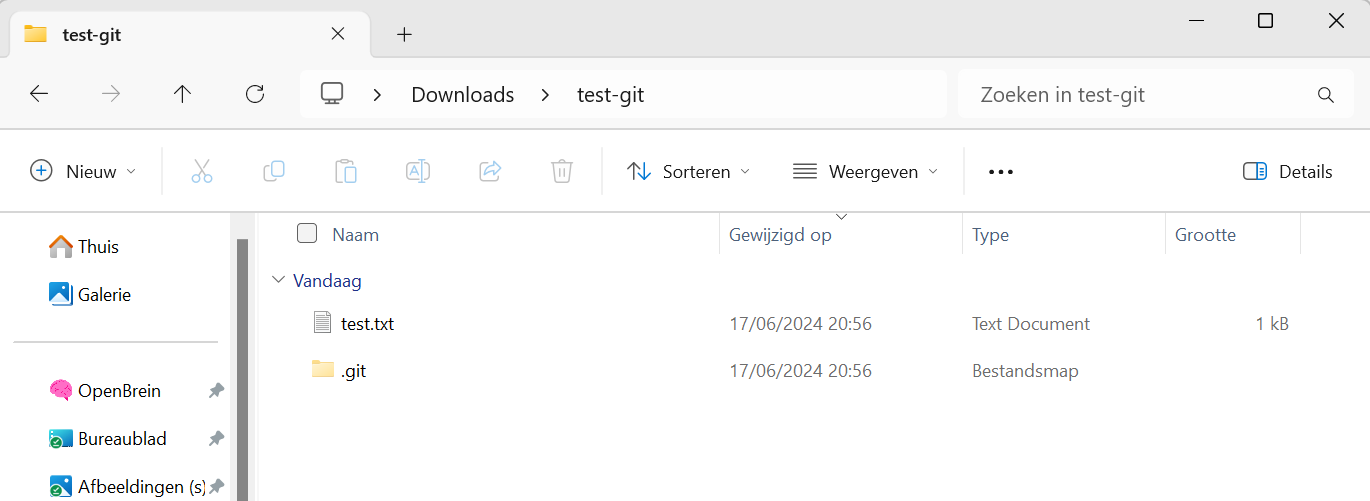 test-git
Downloads > test-git
Zoeken in test-git
Nieuw
Sorteren
Weergeven
Details
Thuis
Galerie
OpenBrein
Bureaublad
Afbeeldingen (s)
Naam Gewijzigd op Type Grootte
Vandaag
test.txt 17/06/2024 20:56 Text Document 1 kB
.git 17/06/2024 20:56 Bestandsmap